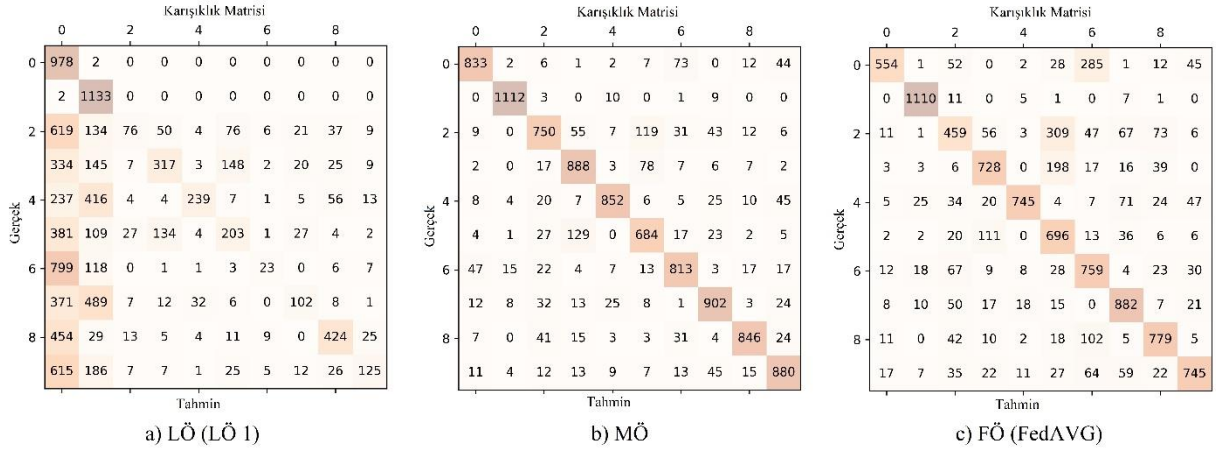 Karışıklık Matrisi
0 2 4 6 8
0 978 2 0 0 0 0 0 0 0 0
2 1133 0 0 0 0 0 0 0 0
2 619 134 76 50 4 76 6 21 37 9
334 145 7 317 3 148 2 20 25 9
4 237 416 4 4 239 7 1 5 56 13
381 109 27 134 4 203 1 27 4 2
6 799 118 0 1 1 3 23 0 6 7
371 489 7 12 32 6 0 102 8 1
8 454 29 13 5 4 11 9 0 424 25
615 186 7 7 1 25 5 12 26 125
Gerçek
Tahmin
a) LÖ (LÖ 1)
Karışıklık Matrisi
0 2 4 6 8
0 833 2 6 1 2 7 73 0 12 44
0 1112 3 0 10 0 1 9 0 0
2 9 0 750 55 7 119 31 43 12 6
2 0 17 888 3 78 7 6 7 2
4 8 4 20 7 852 6 5 25 10 45
4 1 27 129 0 684 17 23 2 5
6 47 15 22 4 7 13 813 3 17 17
12 8 32 13 25 8 1 902 3 24
8 7 0 41 15 3 3 31 4 846 24
11 4 12 13 9 7 13 45 15 880
Gerçek
Tahmin
b) MÖ
Karışıklık Matrisi
0 2 4 6 8
0 554 1 52 0 2 28 285 1 12 45
0 1110 11 0 5 1 0 7 1 0
2 11 1 459 56 3 309 47 67 73 6
3 3 6 728 0 198 17 16 39 0
4 5 25 34 20 745 4 7 71 24 47
2 2 20 111 0 696 13 36 6 6
6 12 18 67 9 8 28 759 4 23 30
8 10 50 17 18 15 0 882 7 21
8 11 0 42 10 2 18 102 5 779 5
17 7 35 22 11 27 64 59 22 745
Gerçek
Tahmin
c) FÖ (FedAVG)